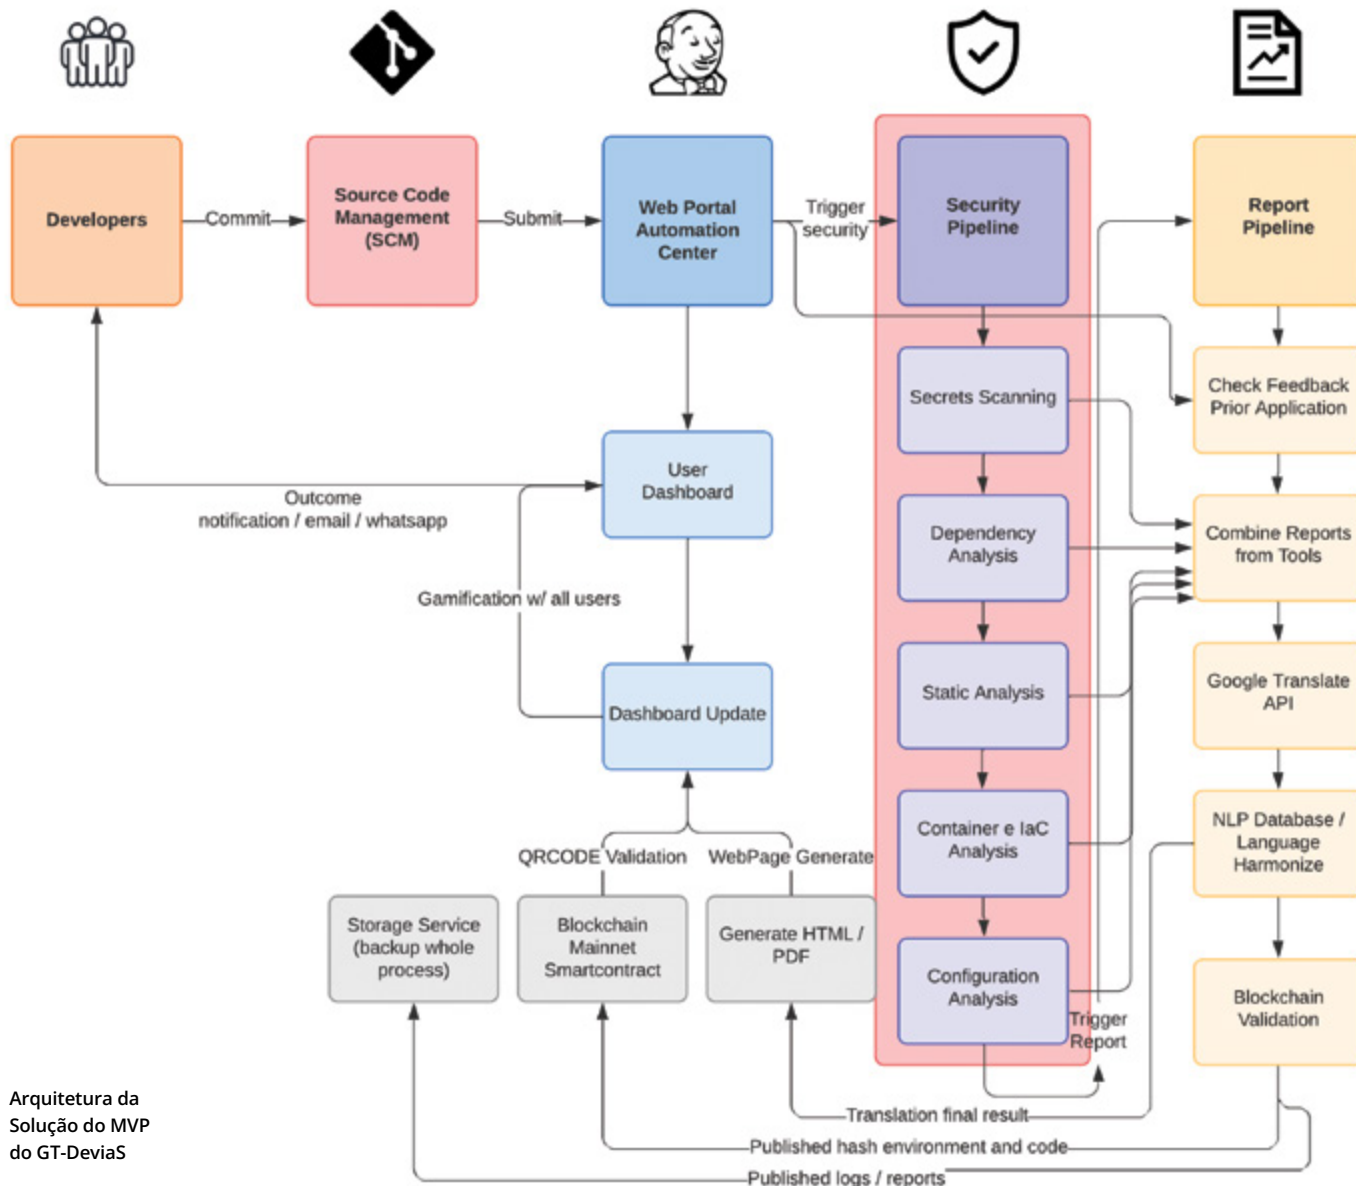 Developers
Commit
Source Code
Management
(SCM)
Submit
Web Portal
Automation
Center
Trigger
security
Security
Pipeline
Report
Pipeline
Secrets Scanning
Check Feedback
Prior Application
User
Dashboard
Outcome
notification / email / whatsapp
Dependency
Analysis
Combine Reports
from Tools
Gamification w/ all users
Static Analysis
Google Translate
API
Dashboard Update
Container e IaC
Analysis
NLP Database /
Language
Harmonize
QRCODE Validation
WebPage Generate
Storage Service
(backup whole
process)
Blockchain
Mainnet
Smartcontract
Generate HTML /
PDF
Configuration
Analysis
Blockchain
Validation
Trigger
Report
Translation final result
Published hash environment and code
Published logs / reports
Arquitetura da
Solução do MVP
do GT-DeviaS